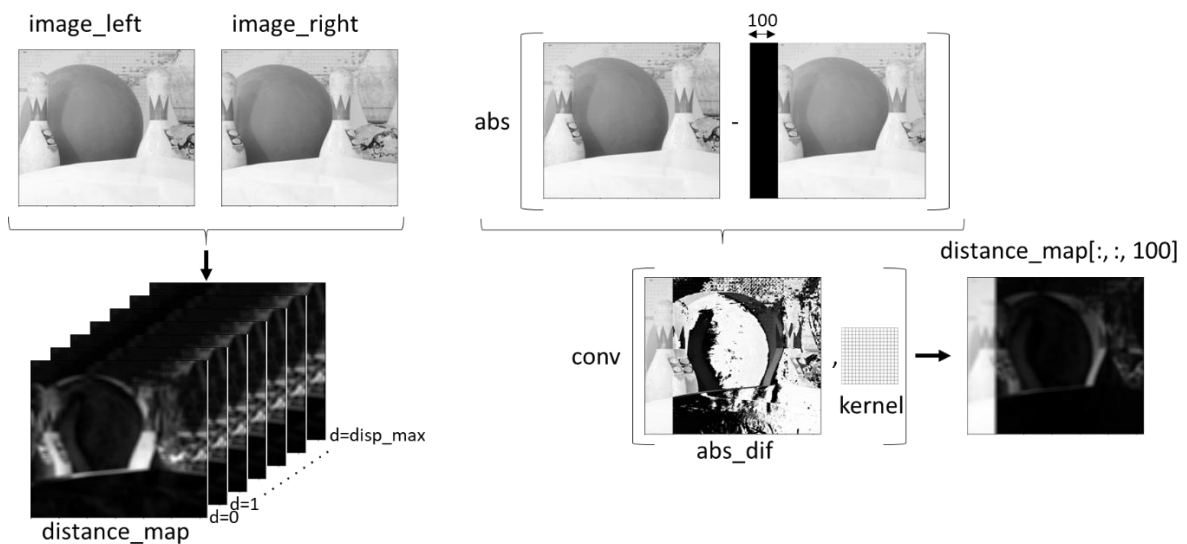 image_left
image_right
100
abs
-
distance_map[:, :, 100]
conv
,
kernel
abs_dif
d=disp_max
d=1
d=0
distance_map